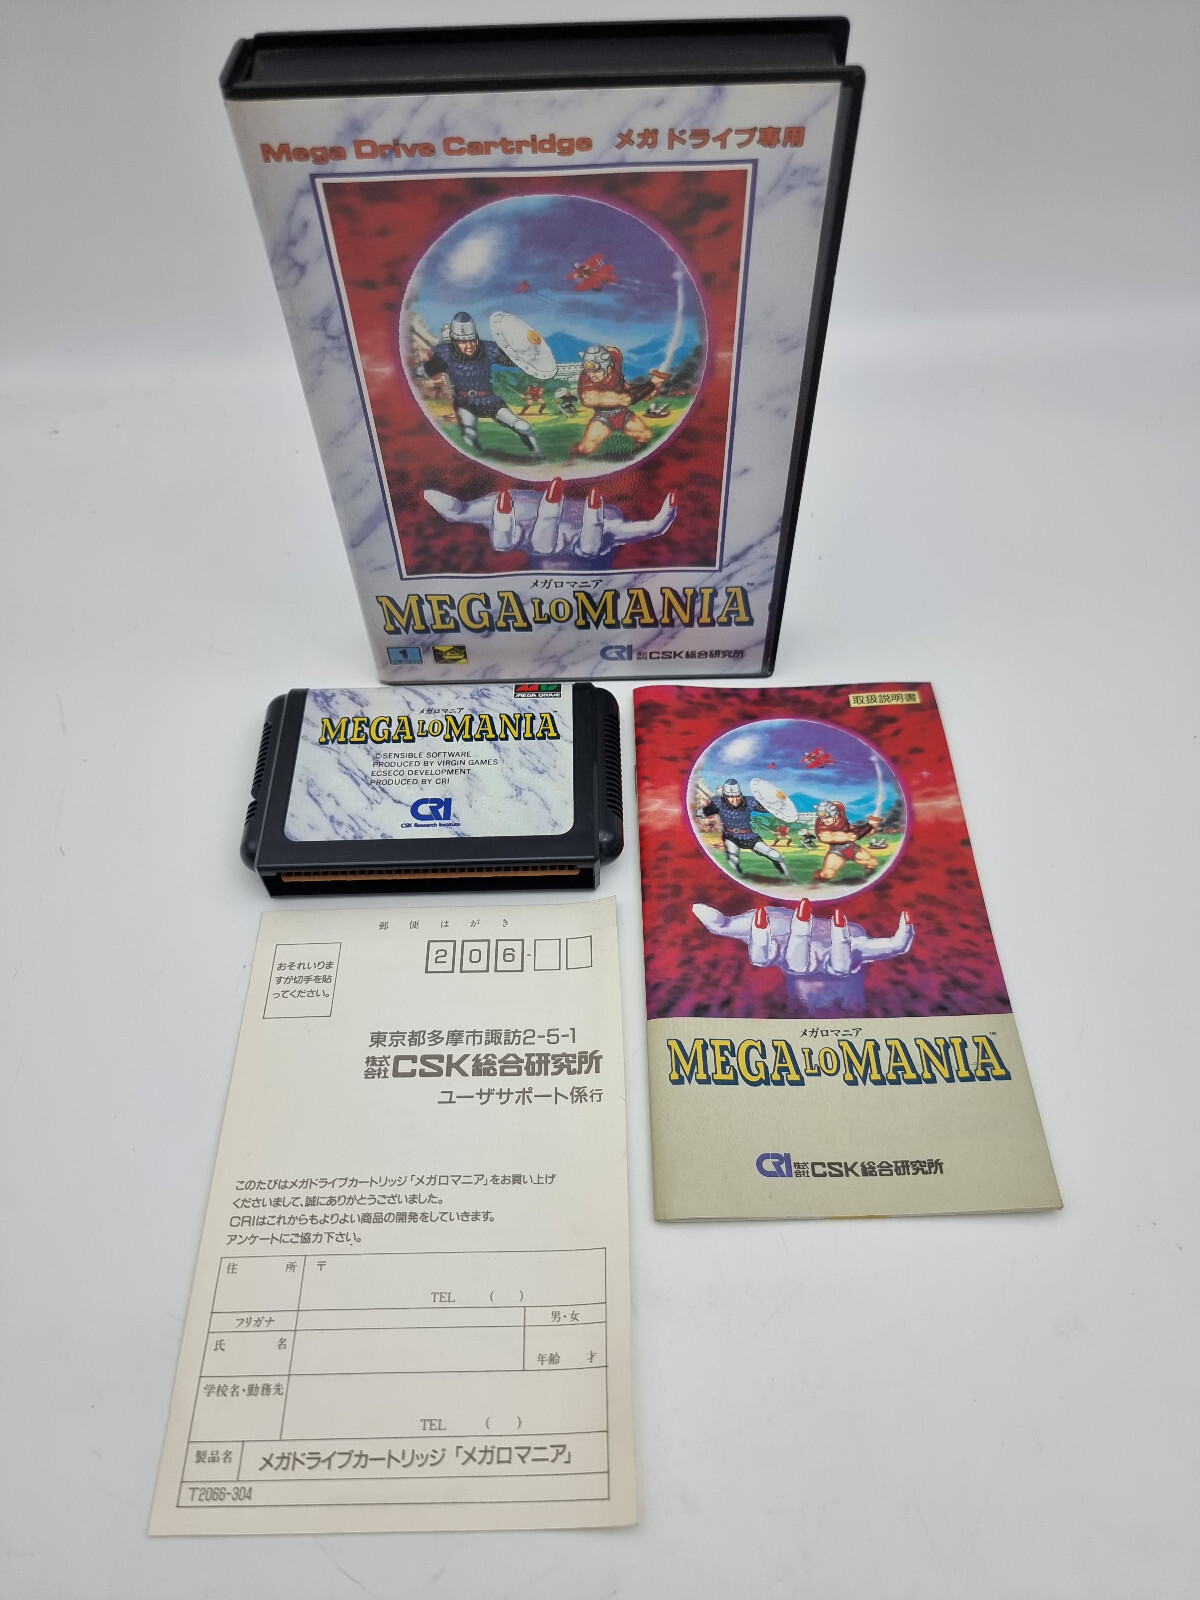 Mega Drive Cartridge メガドライブ専用
メガロマニア
MEGALOMANIA™
1
CRI 株式会社CSK総合研究所
MEGA DRIVE
メガロマニア
MEGALOMANIA™
©SENSIBLE SOFTWARE
PRODUCED BY VIRGIN GAMES
ECSECO DEVELOPMENT
PRODUCED BY CRI
CRI
CSK Research Institute
取扱説明書
メガロマニア
MEGALOMANIA™
CRI 株式会社CSK総合研究所
郵便はがき
おそれいりま
すが切手を貼
ってください。
206-
東京都多摩市諏訪2-5-1
株式会社CSK総合研究所
ユーザサポート係行
このたびはメガドライブカートリッジ「メガロマニア」をお買い上げ
くださいまして、誠にありがとうございました。
CRIはこれからもよりよい商品の開発をしていきます。
アンケートにご協力下さい。
住所 〒
TEL ( )
フリガナ 男・女
氏名 年齢 才
学校名・勤務先
TEL ( )
製品名 メガドライブカートリッジ「メガロマニア」
T2066-304